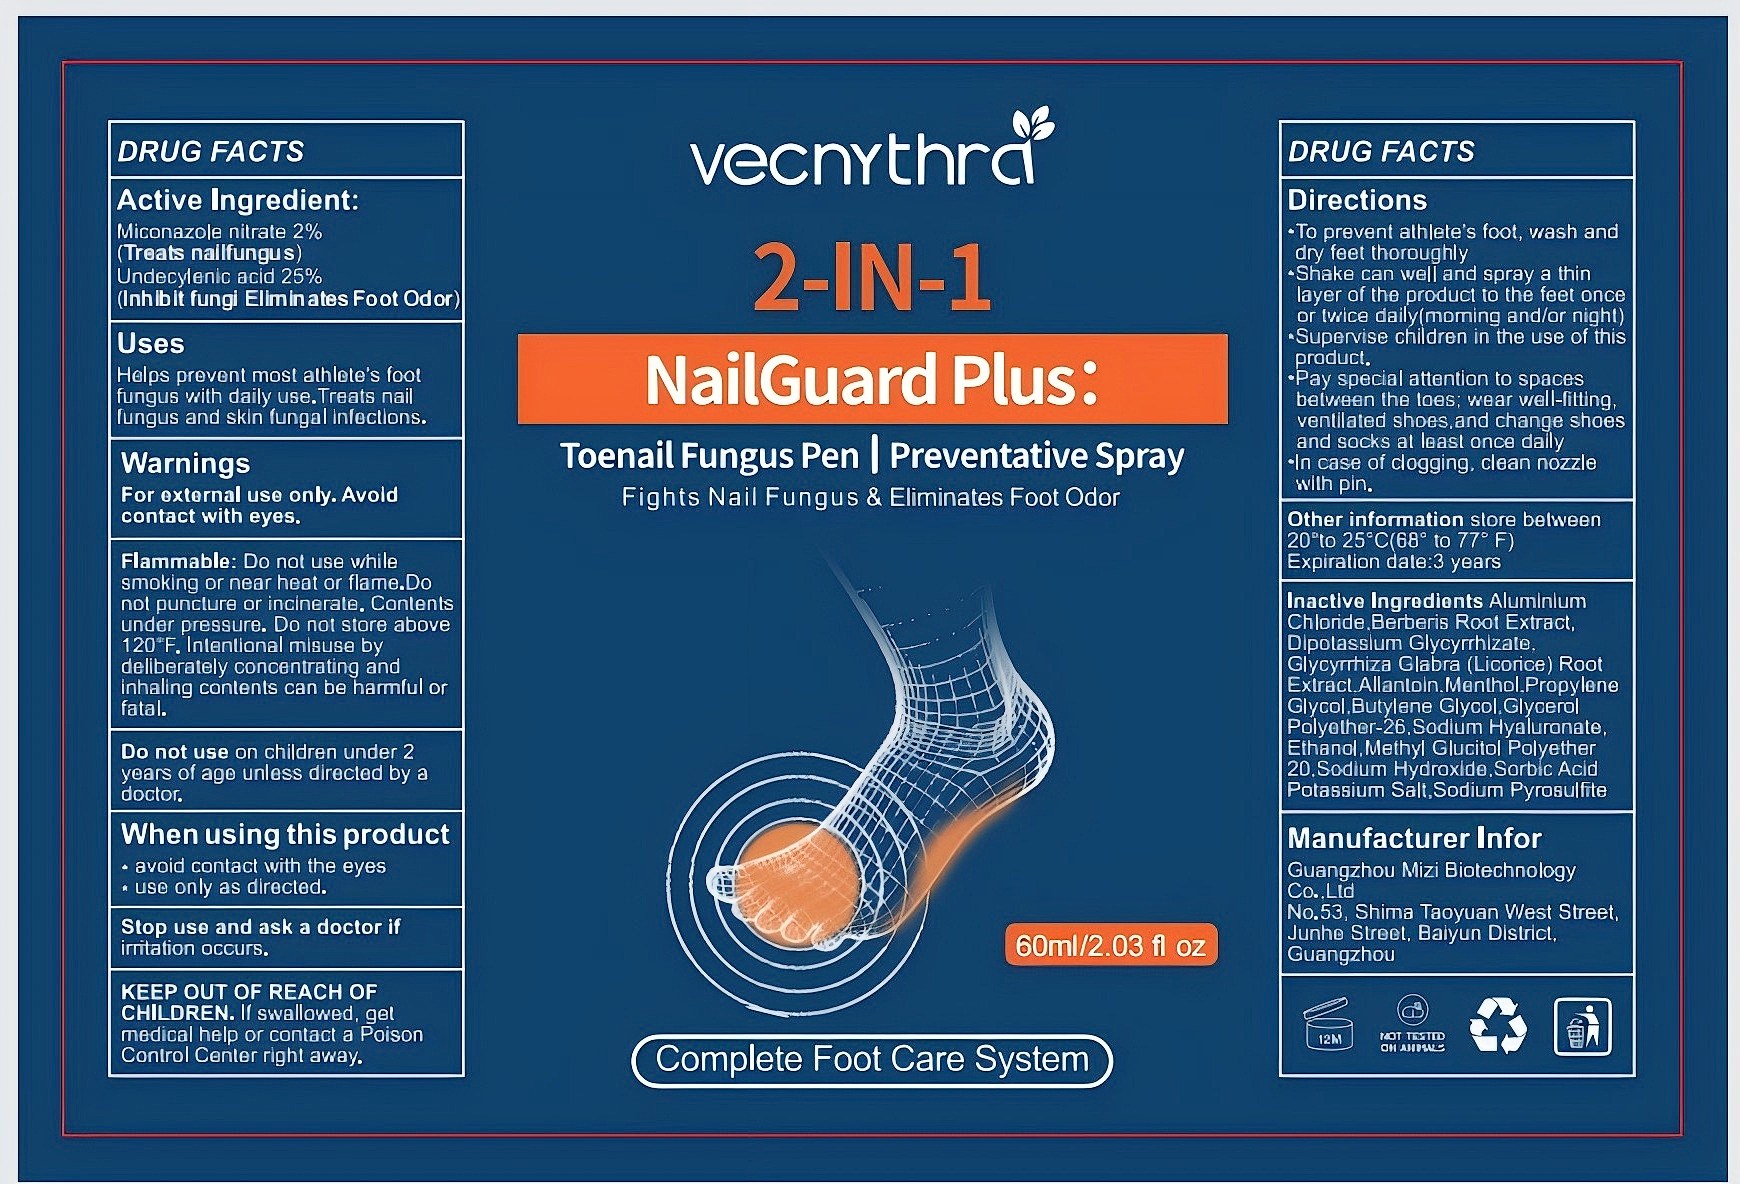 DRUG FACTS
Active Ingredient:
Miconazole nitrate 2%
(Treats nailfungus)
Undecylenic acid 25%
(Inhibit fungi Eliminates Foot Odor)
Uses
Helps prevent most athlete's foot
fungus with daily use.Treats nail
fungus and skin fungal infections.
Warnings
For external use only. Avoid
contact with eyes.
Flammable: Do not use while
smoking or near heat or flame.Do
not puncture or incinerate. Contents
under pressure. Do not store above
120°F. Intentional misuse by
deliberately concentrating and
inhaling contents can be harmful or
fatal.
Do not use on children under 2
years of age unless directed by a
doctor.
When using this product
• avoid contact with the eyes
• use only as directed.
Stop use and ask a doctor if
irritation occurs.
KEEP OUT OF REACH OF
CHILDREN. If swallowed, get
medical help or contact a Poison
Control Center right away.
vecnythra
2-IN-1
NailGuard Plus:
Toenail Fungus Pen | Preventative Spray
Fights Nail Fungus & Eliminates Foot Odor
60ml/2.03 fl oz
Complete Foot Care System
DRUG FACTS
Directions
•To prevent athlete's foot, wash and
dry feet thoroughly
•Shake can well and spray a thin
layer of the product to the feet once
or twice daily(morning and/or night)
•Supervise children in the use of this
product.
•Pay special attention to spaces
between the toes; wear well-fitting,
ventilated shoes,and change shoes
and socks at least once daily
•In case of clogging, clean nozzle
with pin.
Other information store between
20°to 25°C(68° to 77° F)
Expiration date:3 years
Inactive Ingredients Aluminium
Chloride,Berberis Root Extract,
Dipotassium Glycyrrhizate,
Glycyrrhiza Glabra (Licorice) Root
Extract,Allantoin,Menthol,Propylene
Glycol,Butylene Glycol,Glycerol
Polyether-26,Sodium Hyaluronate,
Ethanol,Methyl Glucitol Polyether
20,Sodium Hydroxide,Sorbic Acid
Potassium Salt,Sodium Pyrosulfite
Manufacturer Infor
Guangzhou Mizi Biotechnology
Co.,Ltd
No.53, Shima Taoyuan West Street,
Junhe Street, Baiyun District,
Guangzhou
12M
NOT TESTED
ON ANIMALS